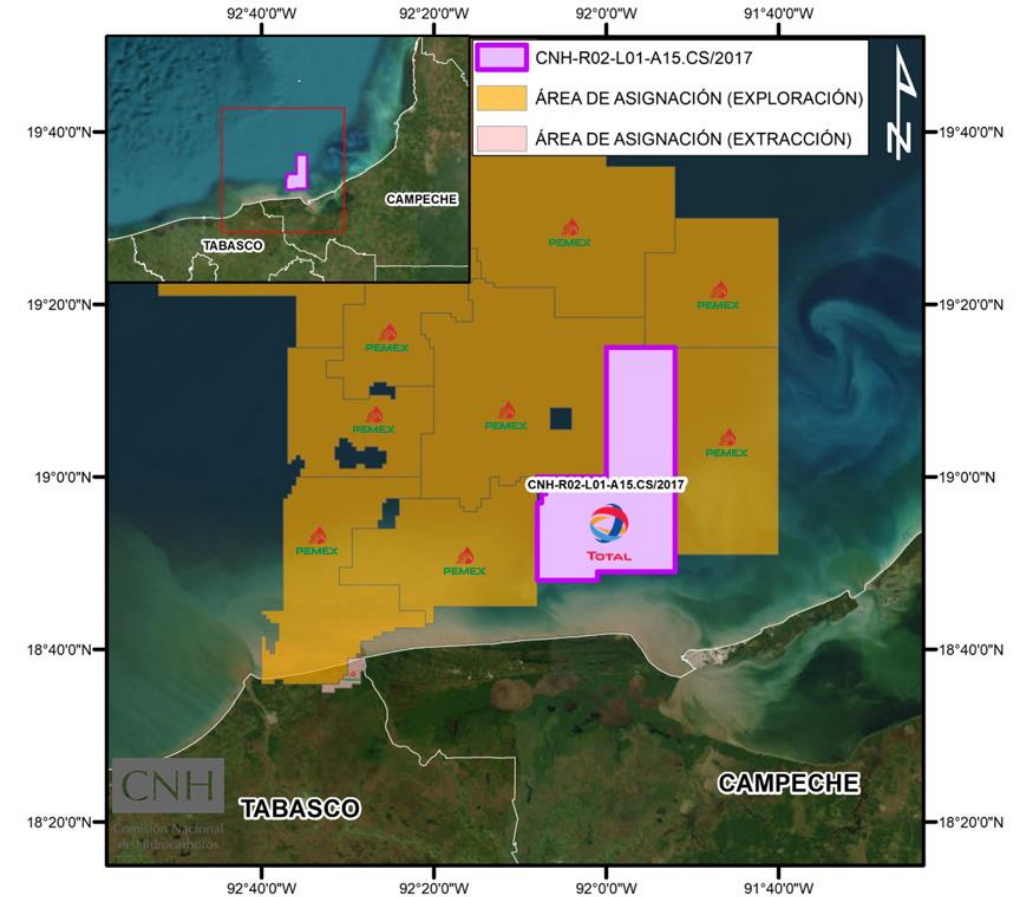 92°40'0"W 92°20'0"W 92°0'0"W 91°40'0"W
CNH-R02-L01-A15.CS/2017
ÁREA DE ASIGNACIÓN (EXPLORACIÓN)
ÁREA DE ASIGNACIÓN (EXTRACCIÓN)
N
19°40'0"N 19°40'0"N
CAMPECHE
TABASCO
PEMEX
19°20'0"N PEMEX 19°20'0"N
PEMEX
PEMEX
PEMEX
PEMEX
19°0'0"N 19°0'0"N
CNH-R02-L01-A15.CS/2017
PEMEX
TOTAL
PEMEX
18°40'0"N 18°40'0"N
CNH
Comisión Nacional
de Hidrocarburos
TABASCO
CAMPECHE
18°20'0"N 18°20'0"N
92°40'0"W 92°20'0"W 92°0'0"W 91°40'0"W